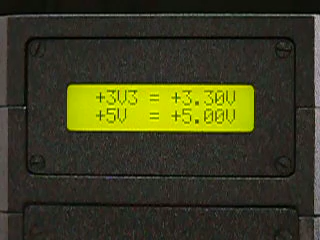 +3V3 = +3.30V
+5V = +5.00V